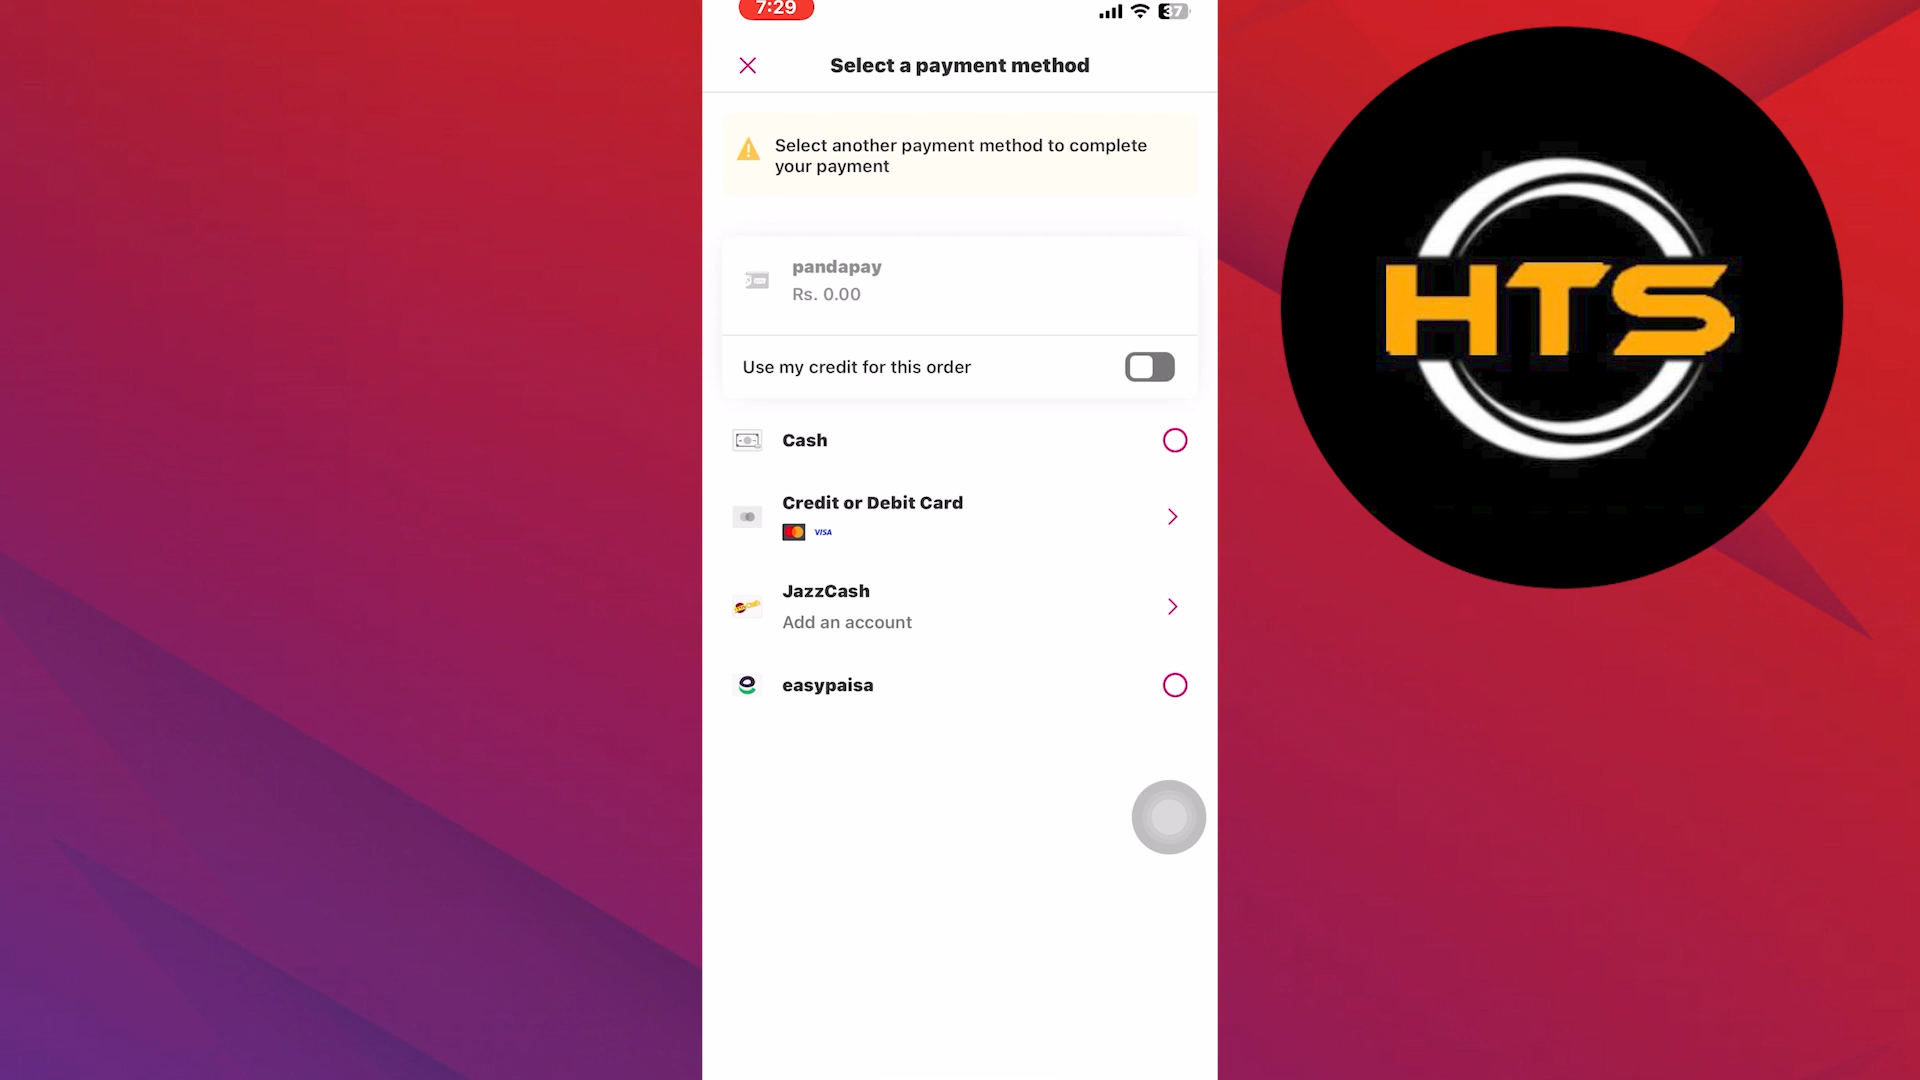 7:29
37
Select a payment method
Select another payment method to complete
your payment
pandapay
Rs. 0.00
Use my credit for this order
Cash
Credit or Debit Card
VISA
JazzCash
Add an account
easypaisa
HTS